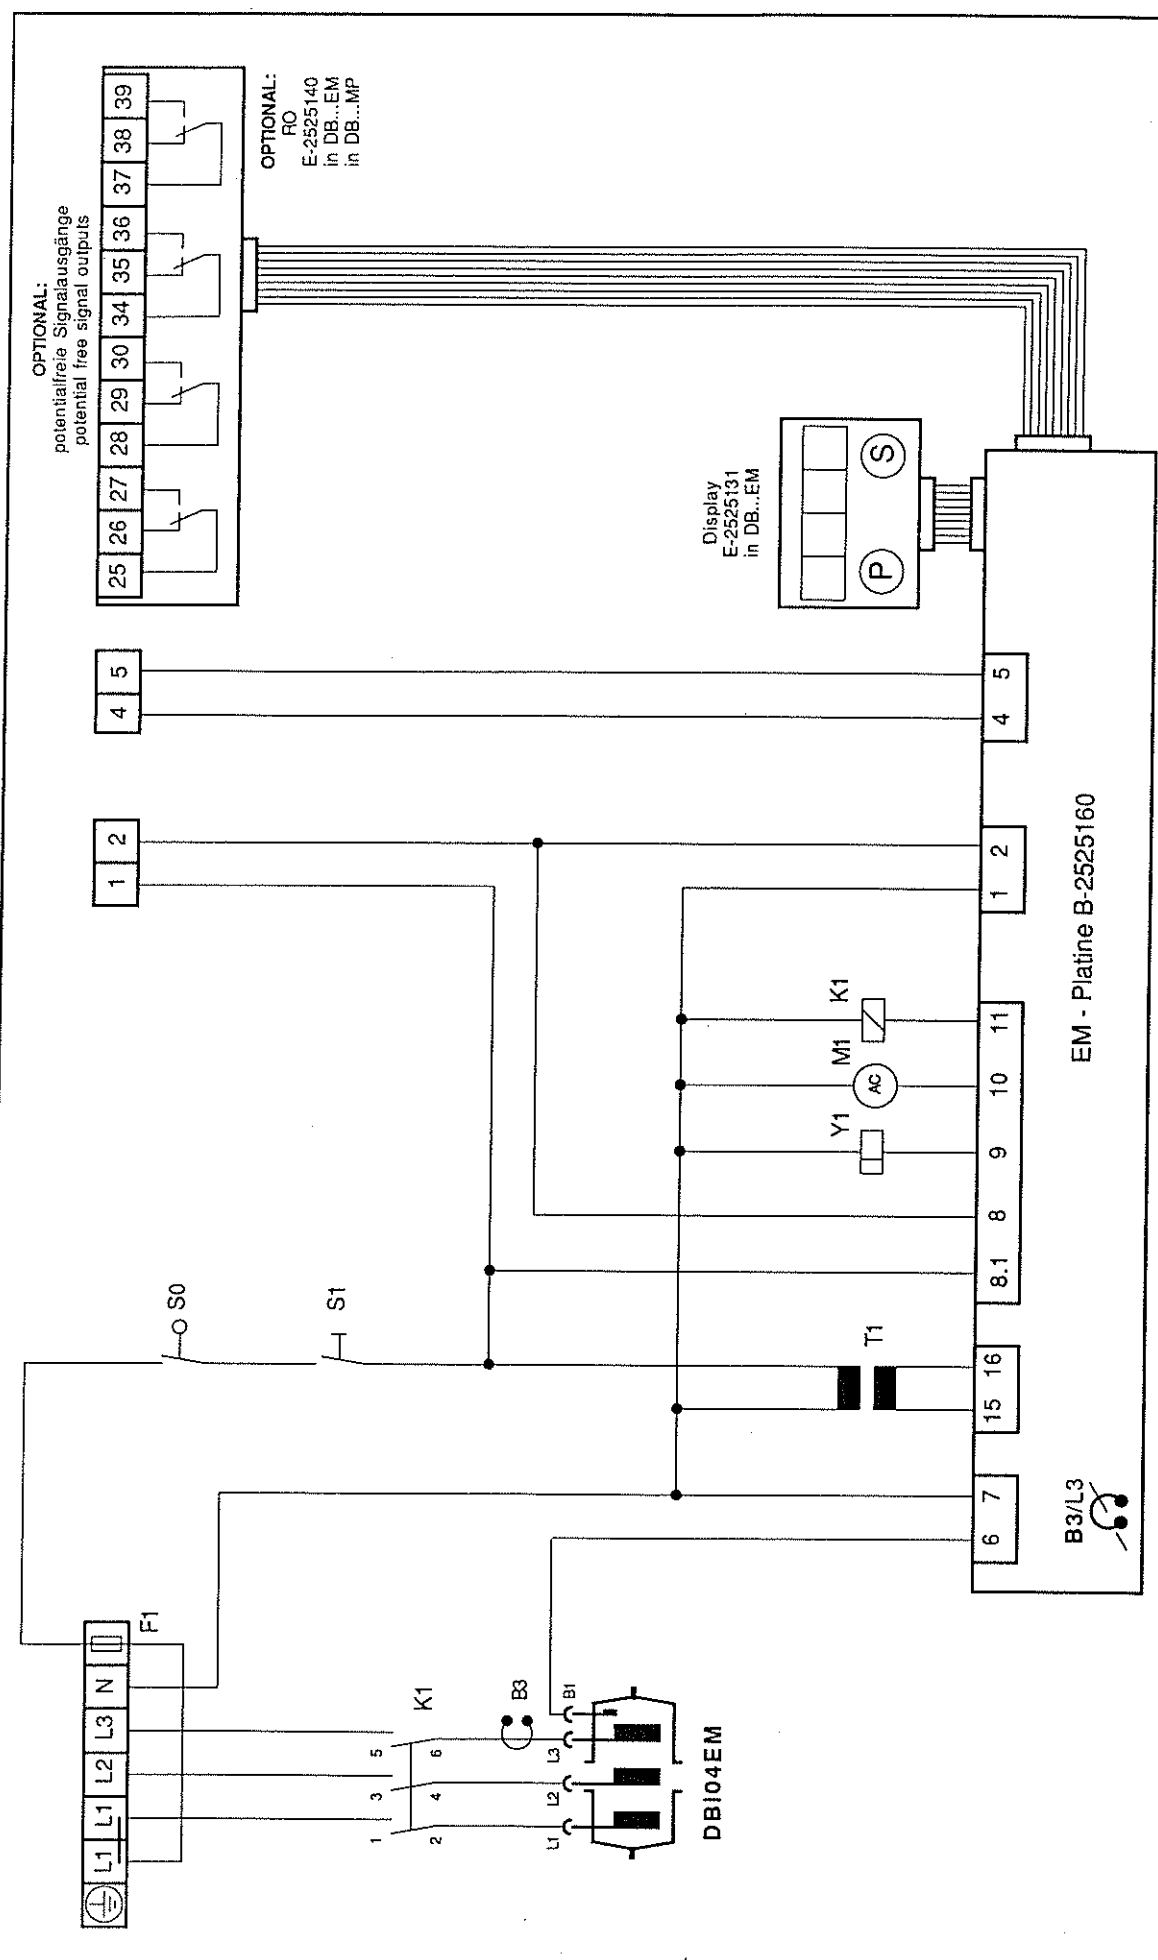 ⏚ L1 L1 L2 L3 N
F1
S0
S1
K1
1 3 5
2 4 6
B3
L1 L2 L3 B1
DBI04EM
1 2
4 5
OPTIONAL:
potentialfreie Signalausgänge
potential free signal outputs
25 26 27 28 29 30 34 35 36 37 38 39
OPTIONAL:
RO
E-2525140
in DB...EM
in DB...MP
Display
E-2525131
in DB...EM
P S
T1
Y1 M1 K1
AC
6 7 15 16 8.1 8 9 10 11 1 2 4 5
B3/L3
EM - Platine B-2525160